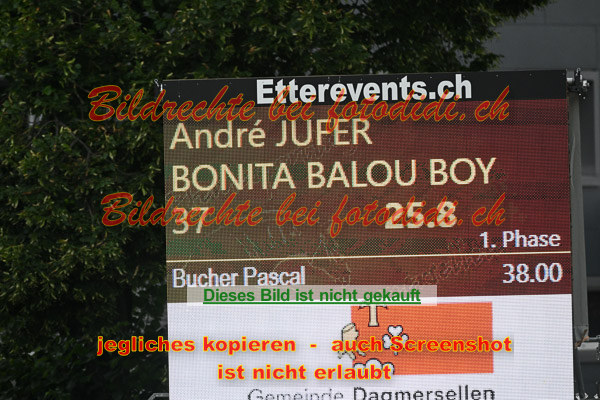 Etterevents.ch
Bildrechte bei fotodidi.ch
André JUFER
BONITA BALOU BOY
Bildrechte bei fotodidi.ch
37 25.8
1. Phase
Bucher Pascal 38.00
Dieses Bild ist nicht gekauft
jegliches kopieren - auch Screenshot
ist nicht erlaubt
Gemeinde Dagmersellen